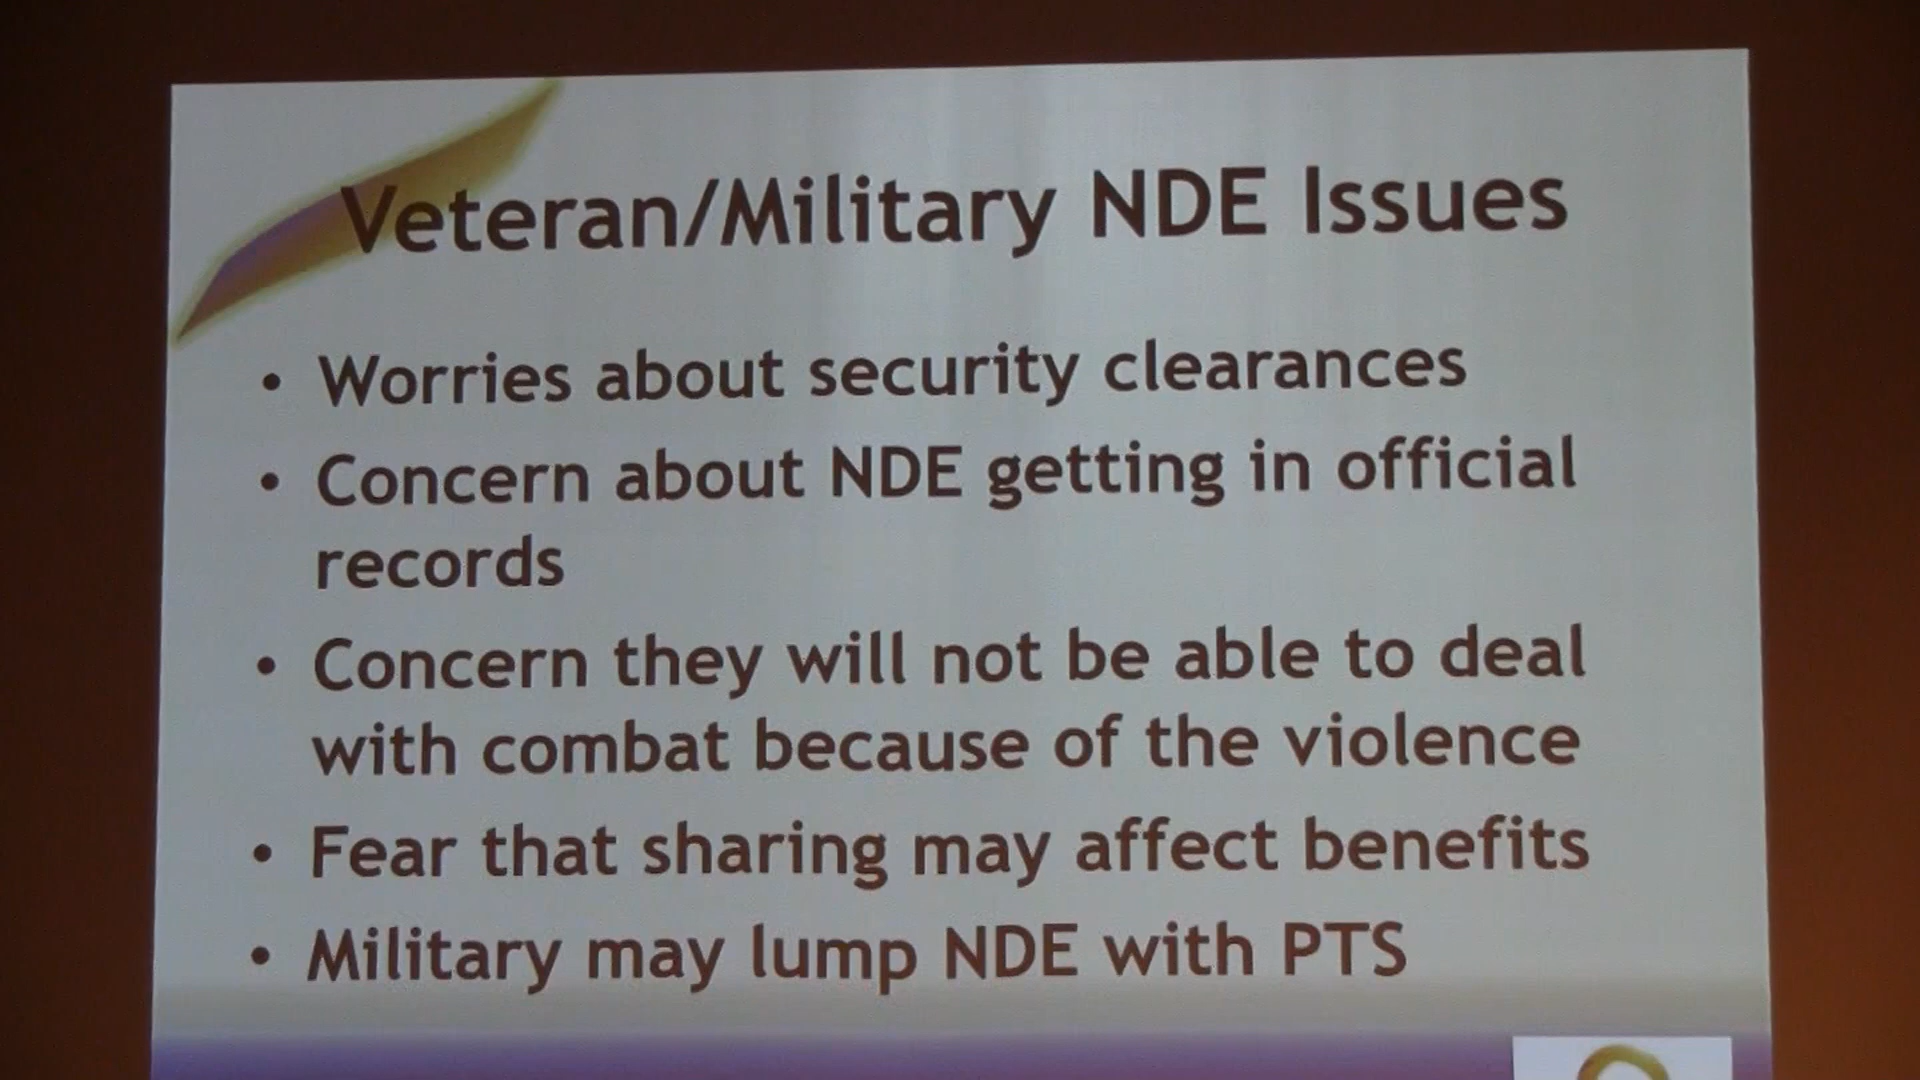 Veteran/Military NDE Issues
• Worries about security clearances
• Concern about NDE getting in official
records
• Concern they will not be able to deal
with combat because of the violence
• Fear that sharing may affect benefits
• Military may lump NDE with PTS